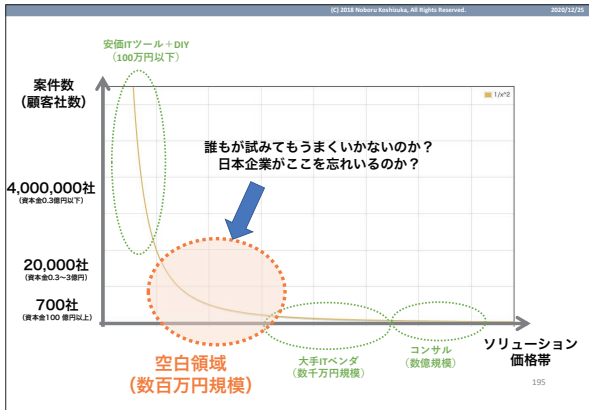 (C) 2018 Noboru Koshizuka, All Rights Reserved.
2020/12/25
安価ITツール＋DIY
（100万円以下）
案件数
（顧客社数）
1/x^2
誰もが試みてもうまくいかないのか？
日本企業がここを忘れいるのか？
4,000,000社
（資本金0.3億円以下）
20,000社
（資本金0.3〜3億円）
700社
（資本金100 億円以上）
空白領域
（数百万円規模）
大手ITベンダ
（数千万円規模）
コンサル
（数億規模）
ソリューション
価格帯
195